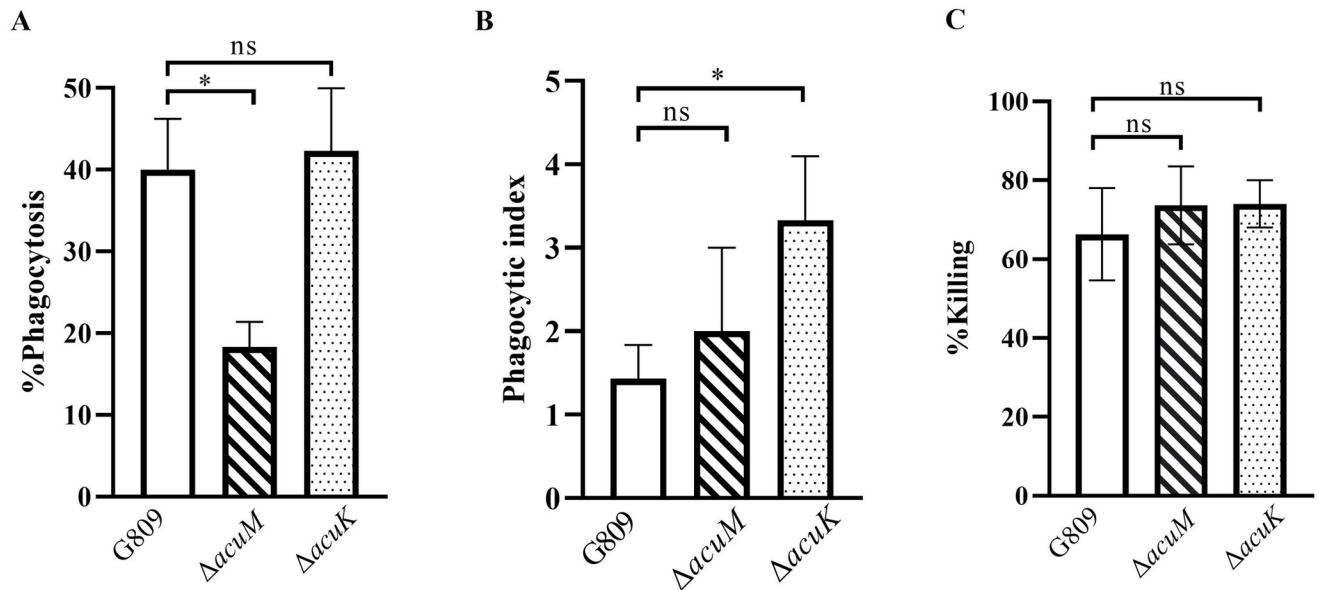 A
ns
*
50
40
30
20
10
0
%Phagocytosis
G809
ΔacuM
ΔacuK
B
*
ns
5
4
3
2
1
0
Phagocytic index
G809
ΔacuM
ΔacuK
C
ns
ns
100
80
60
40
20
0
%Killing
G809
ΔacuM
ΔacuK